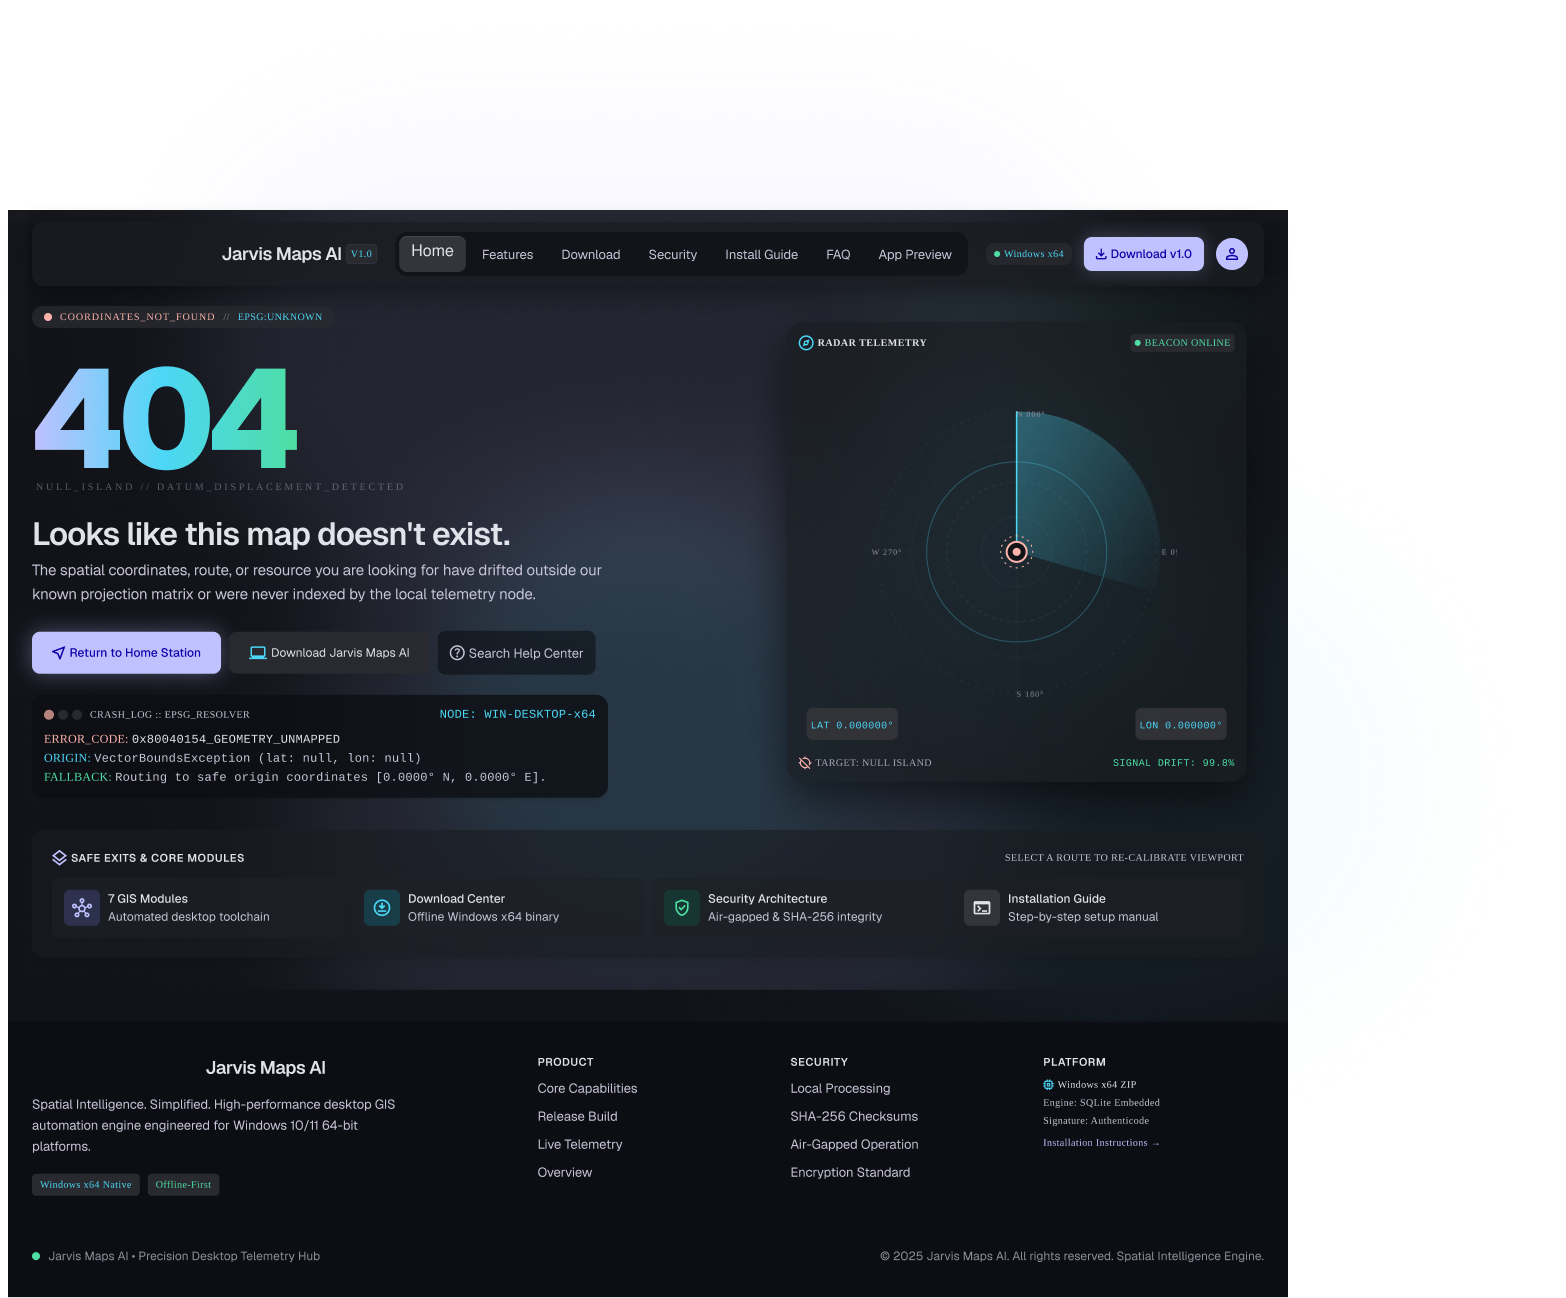 Jarvis Maps AI V1.0 Home Features Download Security Install Guide FAQ App Preview Windows x64 Download v1.0
COORDINATES_NOT_FOUND // EPSG:UNKNOWN
404
NULL_ISLAND // DATUM_DISPLACEMENT_DETECTED
Looks like this map doesn't exist.
The spatial coordinates, route, or resource you are looking for have drifted outside our
known projection matrix or were never indexed by the local telemetry node.
Return to Home Station Download Jarvis Maps AI Search Help Center
CRASH_LOG :: EPSG_RESOLVER NODE: WIN-DESKTOP-x64
ERROR_CODE: 0x80040154_GEOMETRY_UNMAPPED
ORIGIN: VectorBoundsException (lat: null, lon: null)
FALLBACK: Routing to safe origin coordinates [0.0000° N, 0.0000° E].
RADAR TELEMETRY BEACON ONLINE
N 000°
W 270° E
S 180°
LAT 0.000000° LON 0.000000°
TARGET: NULL ISLAND SIGNAL DRIFT: 99.8%
SAFE EXITS & CORE MODULES SELECT A ROUTE TO RE-CALIBRATE VIEWPORT
7 GIS Modules
Automated desktop toolchain
Download Center
Offline Windows x64 binary
Security Architecture
Air-gapped & SHA-256 integrity
Installation Guide
Step-by-step setup manual
Jarvis Maps AI
Spatial Intelligence. Simplified. High-performance desktop GIS
automation engine engineered for Windows 10/11 64-bit
platforms.
Windows x64 Native Offline-First
PRODUCT
Core Capabilities
Release Build
Live Telemetry
Overview
SECURITY
Local Processing
SHA-256 Checksums
Air-Gapped Operation
Encryption Standard
PLATFORM
Windows x64 ZIP
Engine: SQLite Embedded
Signature: Authenticode
Installation Instructions →
Jarvis Maps AI • Precision Desktop Telemetry Hub
© 2025 Jarvis Maps AI. All rights reserved. Spatial Intelligence Engine.